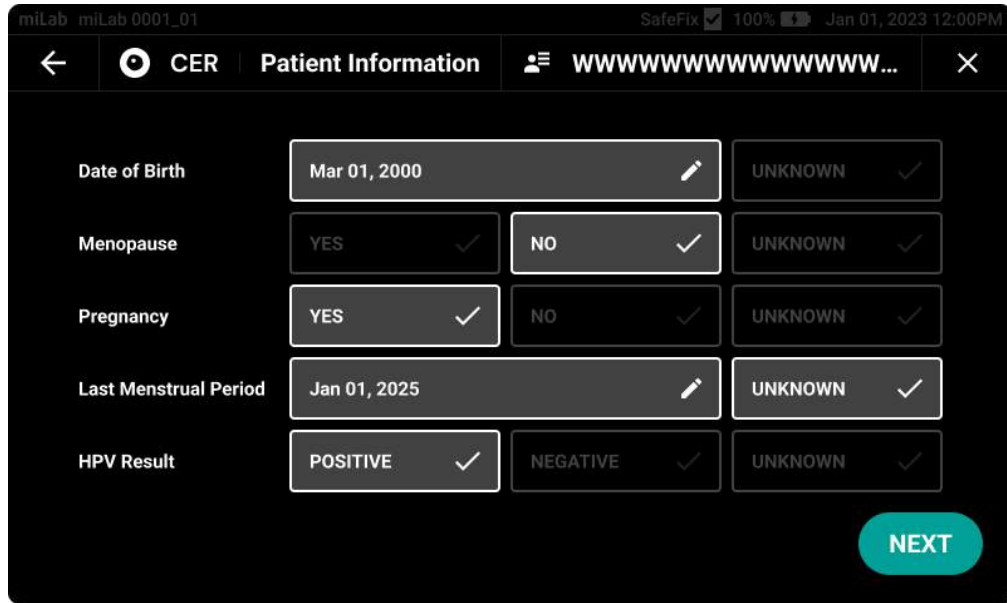 miLab miLab 0001_01 SafeFix 100% Jan 01, 2023 12:00PM
CER Patient Information WWWWWWWWWWWWWWW...
Date of Birth Mar 01, 2000 UNKNOWN
Menopause YES NO UNKNOWN
Pregnancy YES NO UNKNOWN
Last Menstrual Period Jan 01, 2025 UNKNOWN
HPV Result POSITIVE NEGATIVE UNKNOWN
NEXT